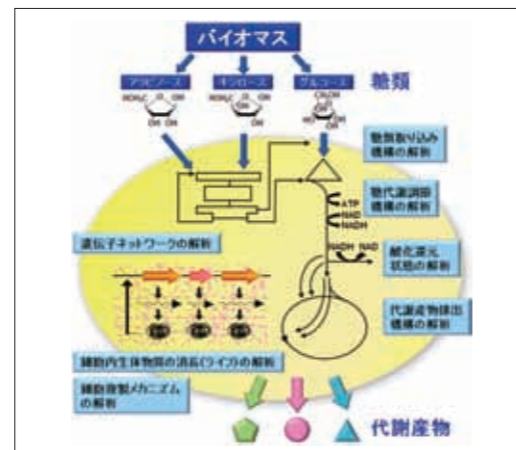 バイオマス
アラビノース
キシロース
グルコース
糖類
糖類取り込み
機構の解析
糖代謝調節
機構の解析
ATP
NAD
NADH
NADH NAD
酸化還元
状態の解析
遺伝子ネットワークの解析
代謝産物排出
機構の解析
細胞内生体物質の消長(ライフ)の解析
細胞複製メカニズム
の解析
代謝産物